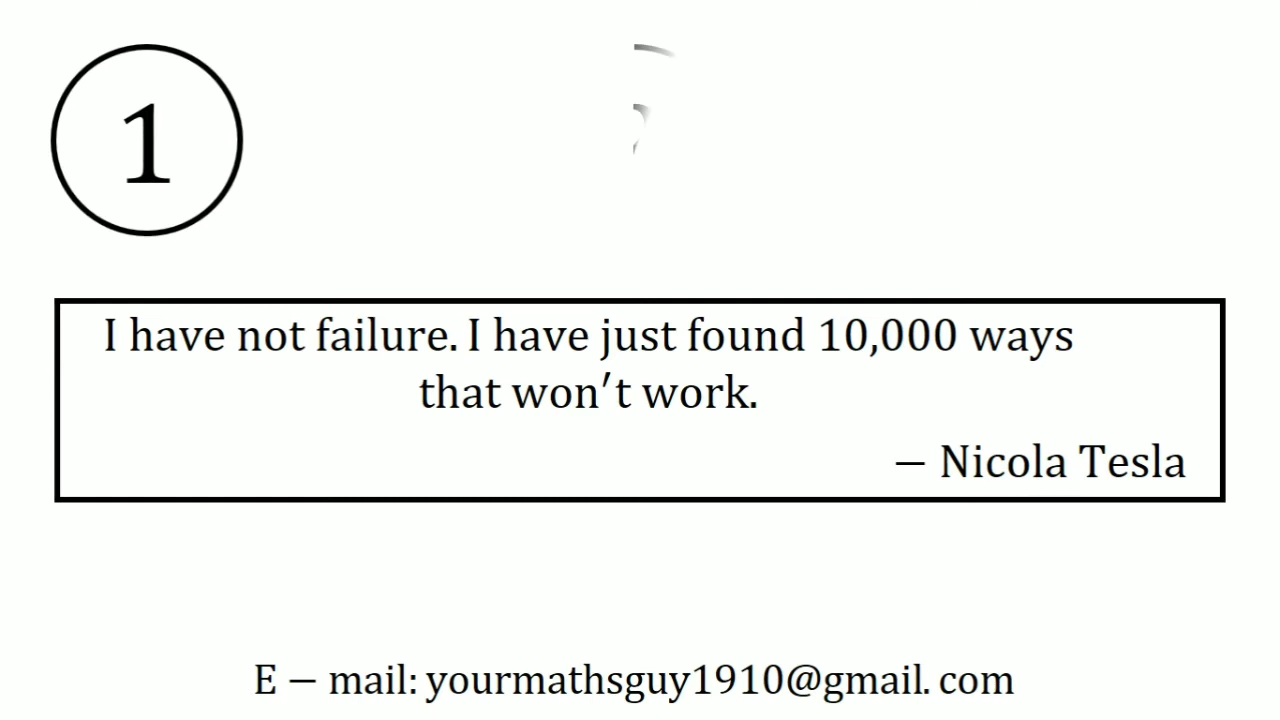 1
I have not failure. I have just found 10,000 ways
that won′t work.
− Nicola Tesla
E − mail: yourmathsguy1910@gmail. com